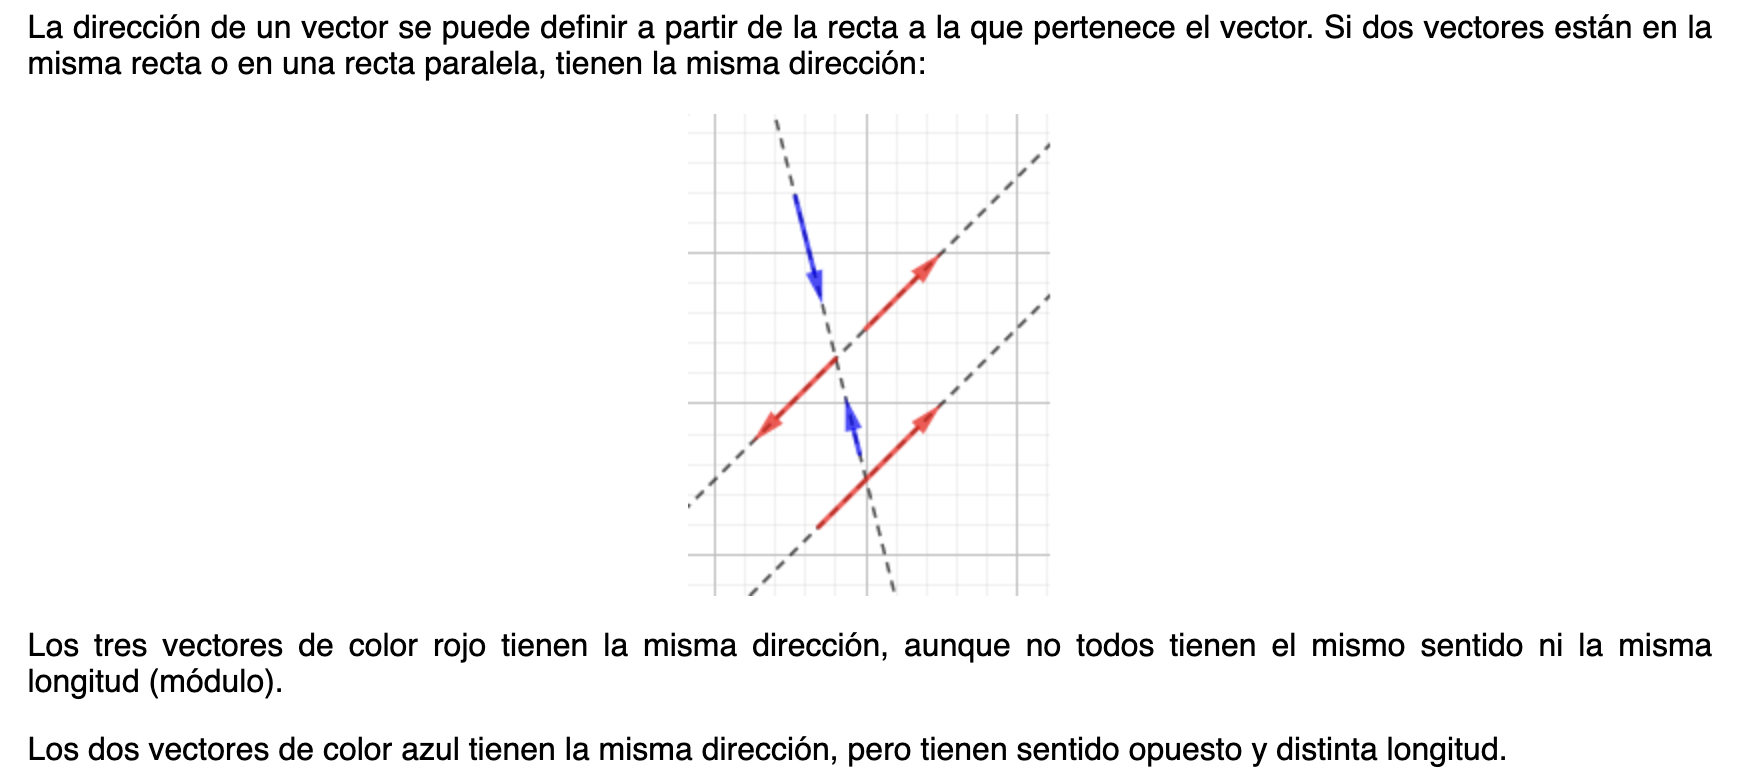 La dirección de un vector se puede definir a partir de la recta a la que pertenece el vector. Si dos vectores están en la
misma recta o en una recta paralela, tienen la misma dirección:
Los tres vectores de color rojo tienen la misma dirección, aunque no todos tienen el mismo sentido ni la misma
longitud (módulo).
Los dos vectores de color azul tienen la misma dirección, pero tienen sentido opuesto y distinta longitud.